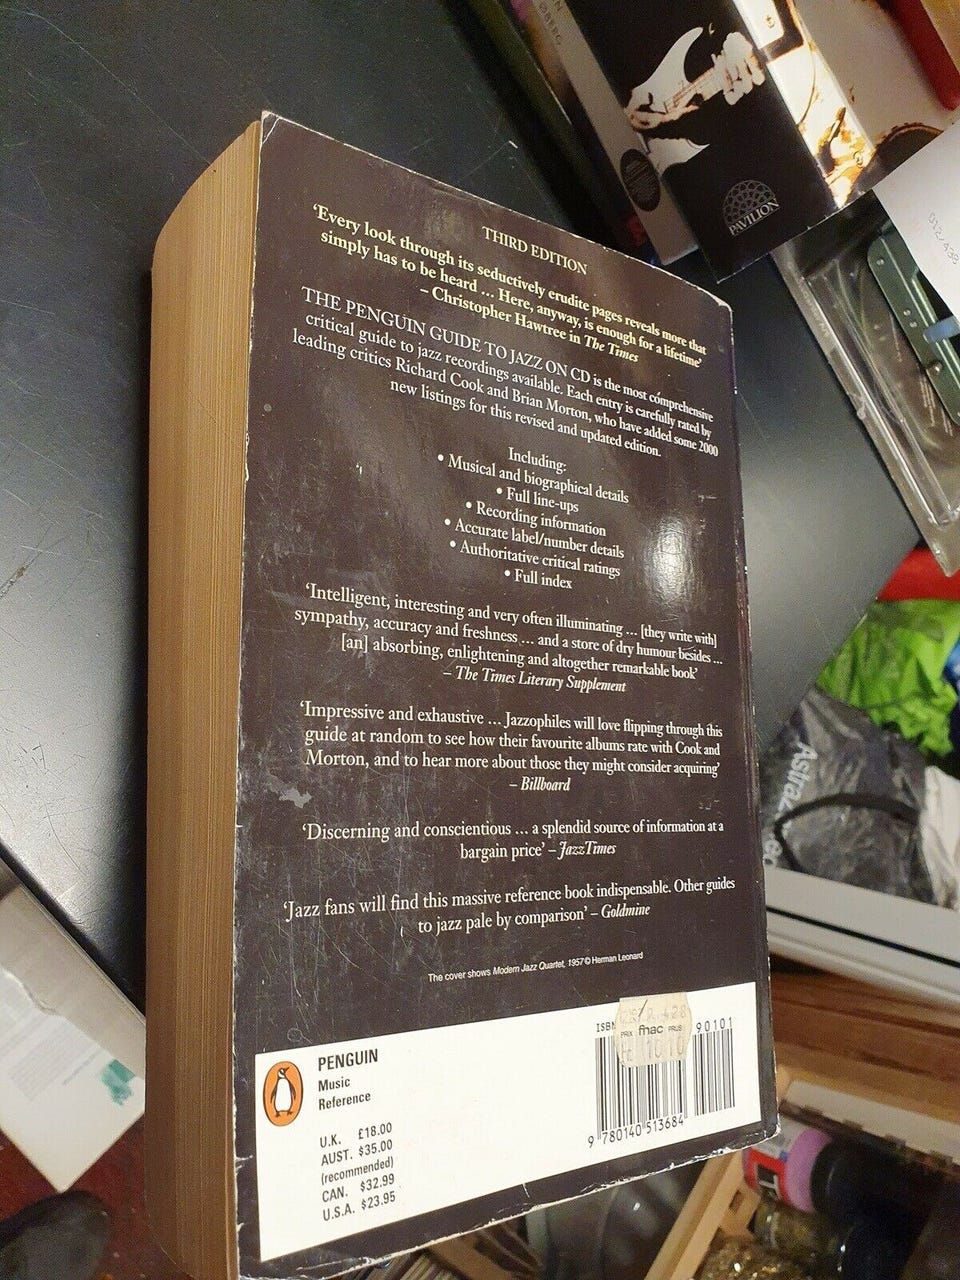 THIRD EDITION
‘Every look through its seductively erudite pages reveals more that
simply has to be heard ... Here, anyway, is enough for a lifetime’
– Christopher Hawtree in The Times
THE PENGUIN GUIDE TO JAZZ ON CD is the most comprehensive
critical guide to jazz recordings available. Each entry is carefully rated by
leading critics Richard Cook and Brian Morton, who have added some 2000
new listings for this revised and updated edition.
Including:
• Musical and biographical details
• Full line-ups
• Recording information
• Accurate label/number details
• Authoritative critical ratings
• Full index
‘Intelligent, interesting and very often illuminating ... [they write with]
sympathy, accuracy and freshness ... and a store of dry humour besides ...
[an] absorbing, enlightening and altogether remarkable book’
– The Times Literary Supplement
‘Impressive and exhaustive ... Jazzophiles will love flipping through this
guide at random to see how their favourite albums rate with Cook and
Morton, and to hear more about those they might consider acquiring’
– Billboard
‘Discerning and conscientious ... a splendid source of information at a
bargain price’ – JazzTimes
‘Jazz fans will find this massive reference book indispensable. Other guides
to jazz pale by comparison’ – Goldmine
The cover shows Modern Jazz Quartet, 1957 © Herman Leonard
PENGUIN
Music
Reference
U.K. £18.00
AUST. $35.00
(recommended)
CAN. $32.99
U.S.A. $23.95
ISBN
90101
PRIX fnac PRIJS
9 780140 513684
PAVILION